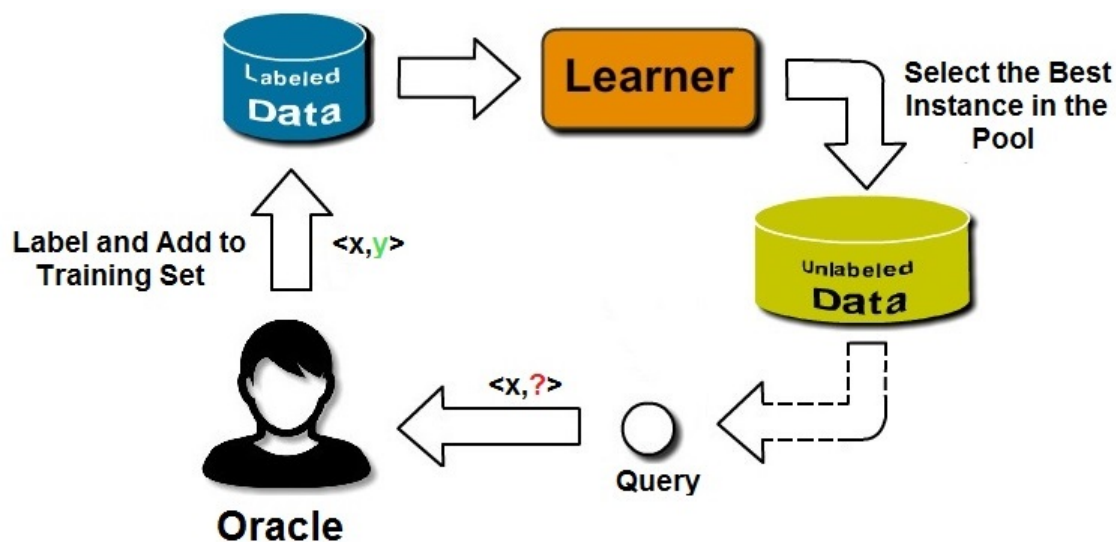 Labeled
Data
Learner
Select the Best
Instance in the
Pool
Label and Add to
Training Set
<x,y>
Unlabeled
Data
<x,?>
Query
Oracle